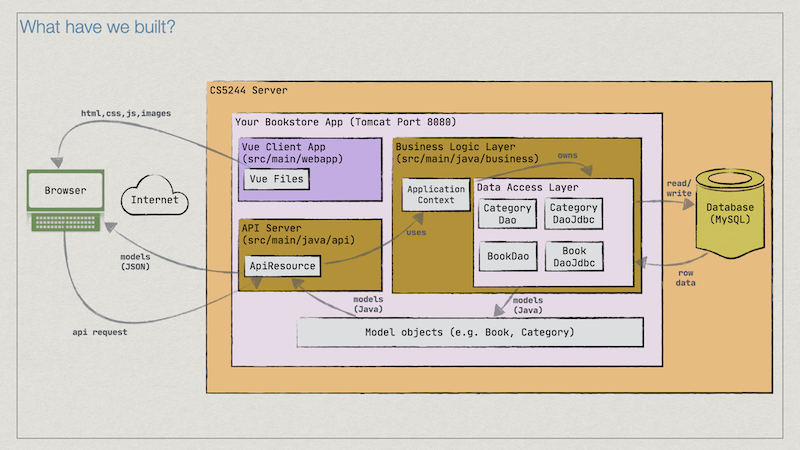 What have we built?
CS5244 Server
html,css,js,images
Your Bookstore App (Tomcat Port 8080)
Vue Client App
(src/main/webapp)
Vue Files
Business Logic Layer
(src/main/java/business)
owns
Application
Context
Data Access Layer
Category
Dao
Category
DaoJdbc
BookDao
Book
DaoJdbc
read/
write
Database
(MySQL)
row
data
Browser
Internet
API Server
(src/main/java/api)
ApiResource
uses
models
(JSON)
api request
models
(Java)
models
(Java)
Model objects (e.g. Book, Category)